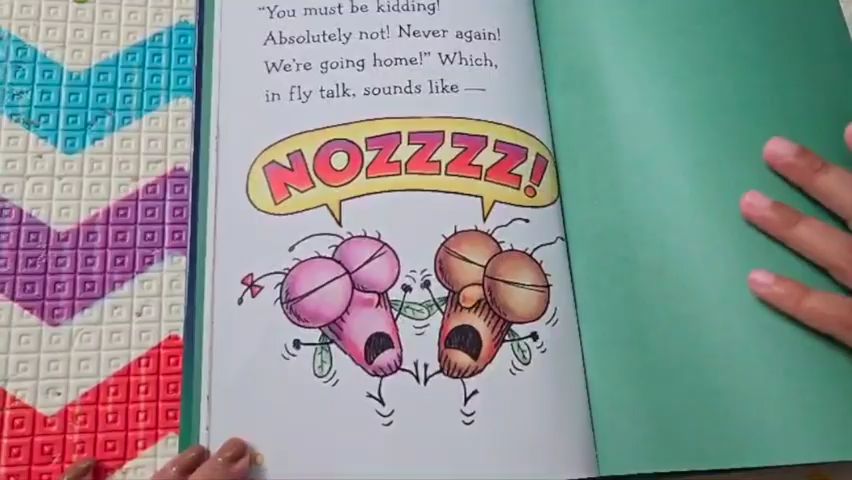 "You must be kidding!
Absolutely not! Never again!
We're going home!" Which,
in fly talk, sounds like —
NOZZZZ!